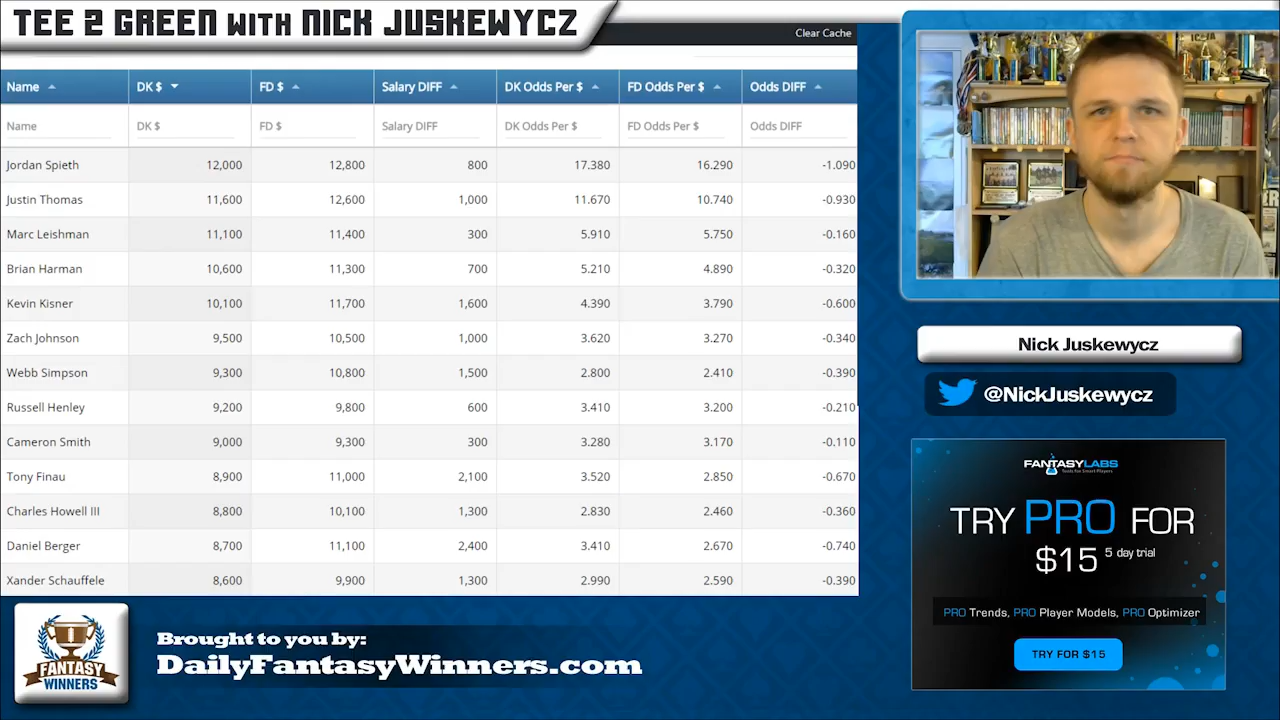 TEE 2 GREEN WITH NICK JUSKEWYCZ
Clear Cache
Name DK $ FD $ Salary DIFF DK Odds Per $ FD Odds Per $ Odds DIFF
Name DK $ FD $ Salary DIFF DK Odds Per $ FD Odds Per $ Odds DIFF
Jordan Spieth 12,000 12,800 800 17.380 16.290 -1.090
Justin Thomas 11,600 12,600 1,000 11.670 10.740 -0.930
Marc Leishman 11,100 11,400 300 5.910 5.750 -0.160
Brian Harman 10,600 11,300 700 5.210 4.890 -0.320
Kevin Kisner 10,100 11,700 1,600 4.390 3.790 -0.600
Zach Johnson 9,500 10,500 1,000 3.620 3.270 -0.340
Webb Simpson 9,300 10,800 1,500 2.800 2.410 -0.390
Russell Henley 9,200 9,800 600 3.410 3.200 -0.210
Cameron Smith 9,000 9,300 300 3.280 3.170 -0.110
Tony Finau 8,900 11,000 2,100 3.520 2.850 -0.670
Charles Howell III 8,800 10,100 1,300 2.830 2.460 -0.360
Daniel Berger 8,700 11,100 2,400 3.410 2.670 -0.740
Xander Schauffele 8,600 9,900 1,300 2.990 2.590 -0.390
Nick Juskewycz
@NickJuskewycz
FANTASYLABS
Tools for Smart Players
TRY PRO FOR
$15 5 day trial
PRO Trends, PRO Player Models, PRO Optimizer
TRY FOR $15
1
FANTASY
WINNERS
Brought to you by:
DailyFantasyWinners.com